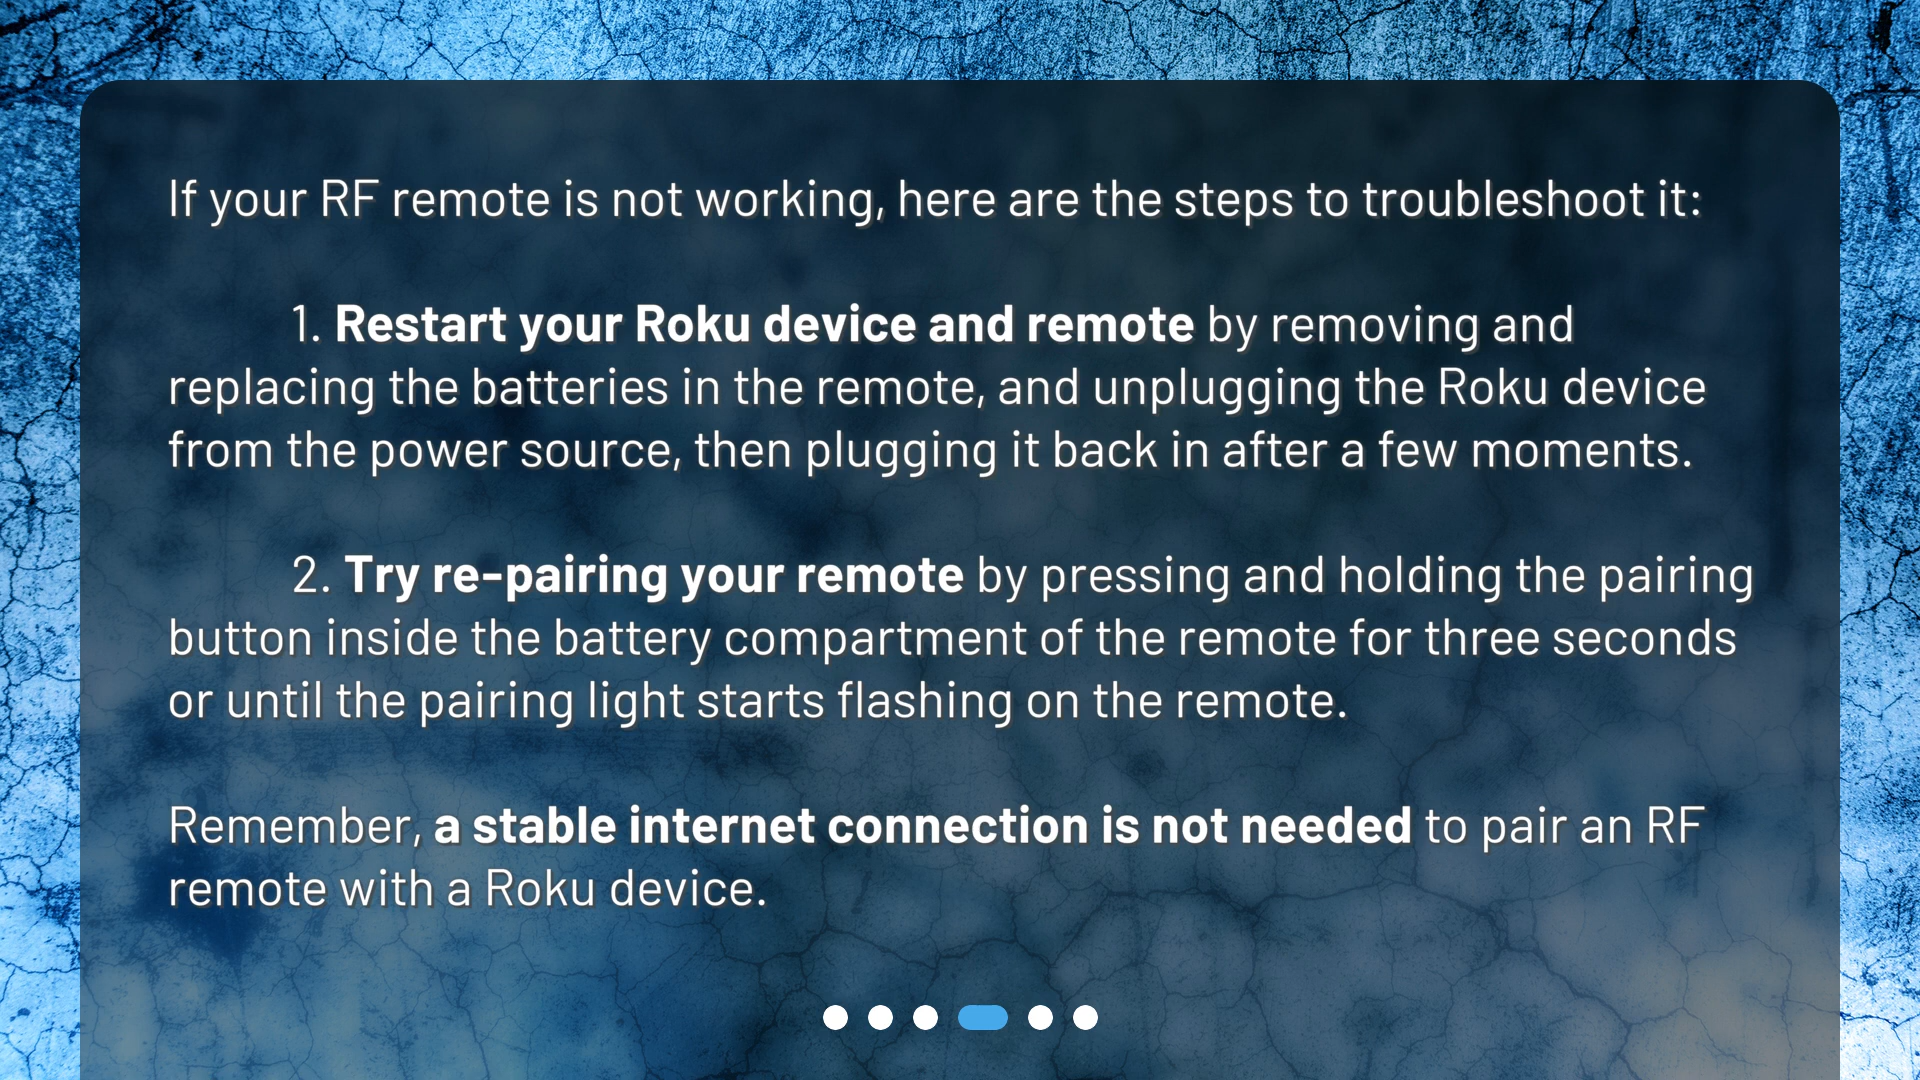 If your RF remote is not working, here are the steps to troubleshoot it:
1. Restart your Roku device and remote by removing and
replacing the batteries in the remote, and unplugging the Roku device
from the power source, then plugging it back in after a few moments.
2. Try re-pairing your remote by pressing and holding the pairing
button inside the battery compartment of the remote for three seconds
or until the pairing light starts flashing on the remote.
Remember, a stable internet connection is not needed to pair an RF
remote with a Roku device.